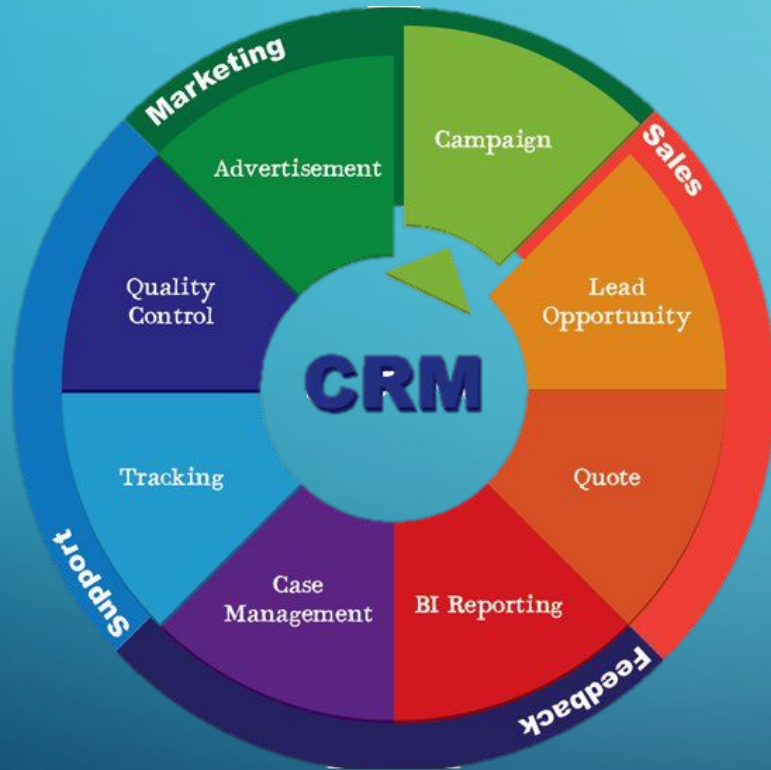 Marketing
Sales
Support
Feedback
Advertisement
Campaign
Quality
Control
Lead
Opportunity
CRM
Tracking
Quote
Case
Management
BI Reporting